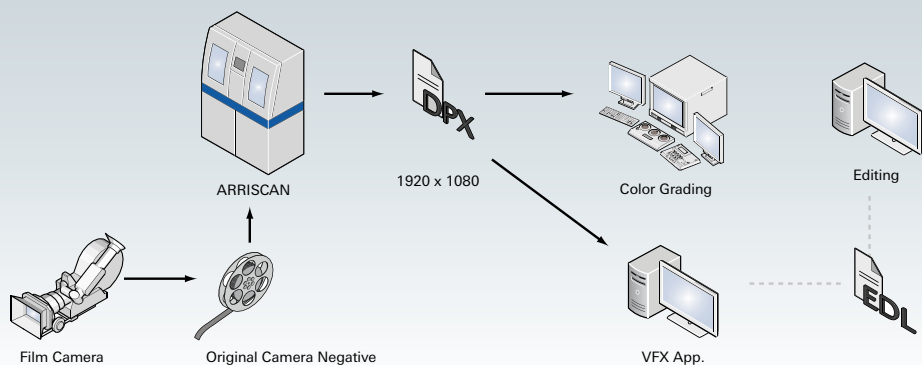 ARRISCAN
DPX
1920 x 1080
Color Grading
Editing
Film Camera
Original Camera Negative
VFX App.
EDL